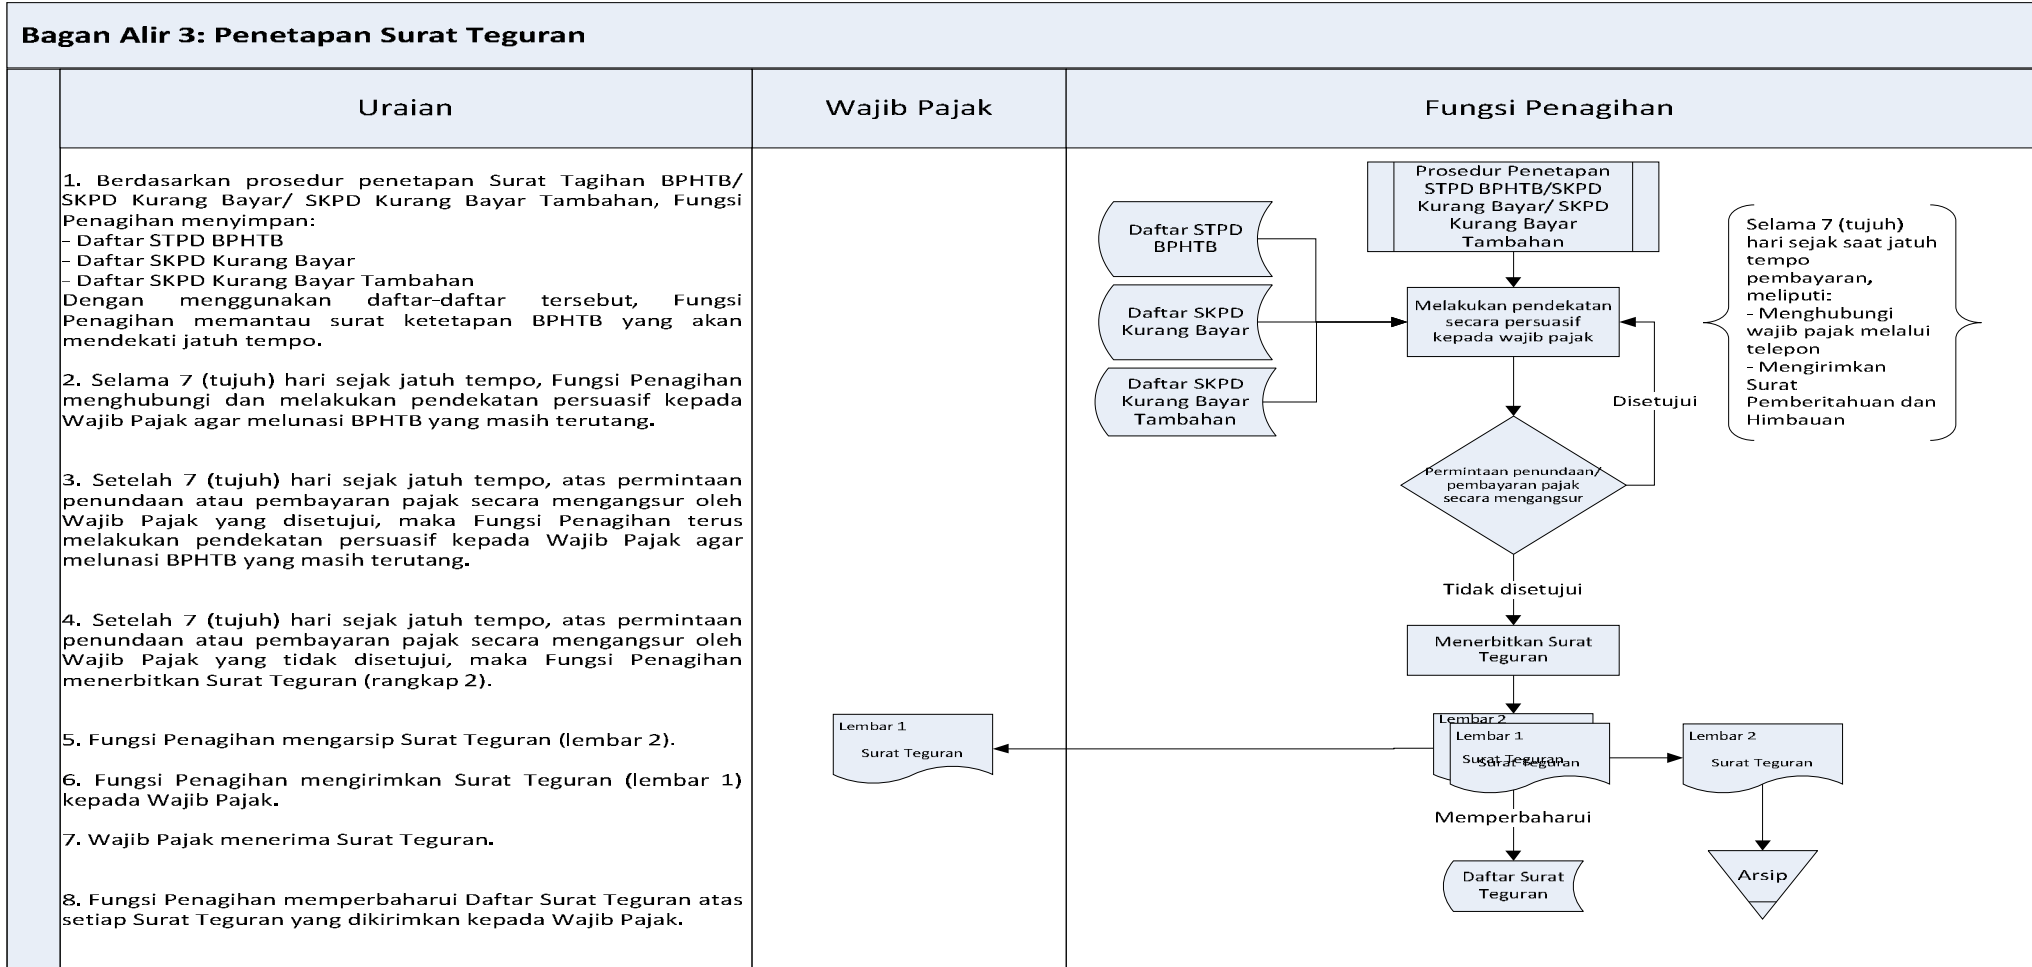 Bagan Alir 3: Penetapan Surat Teguran
Uraian
Wajib Pajak
Fungsi Penagihan
1. Berdasarkan prosedur penetapan Surat Tagihan BPHTB/
SKPD Kurang Bayar/ SKPD Kurang Bayar Tambahan, Fungsi
Penagihan menyimpan:
- Daftar STPD BPHTB
- Daftar SKPD Kurang Bayar
- Daftar SKPD Kurang Bayar Tambahan
Dengan menggunakan daftar-daftar tersebut, Fungsi
Penagihan memantau surat ketetapan BPHTB yang akan
mendekati jatuh tempo.
2. Selama 7 (tujuh) hari sejak jatuh tempo, Fungsi Penagihan
menghubungi dan melakukan pendekatan persuasif kepada
Wajib Pajak agar melunasi BPHTB yang masih terutang.
3. Setelah 7 (tujuh) hari sejak jatuh tempo, atas permintaan
penundaan atau pembayaran pajak secara mengangsur oleh
Wajib Pajak yang disetujui, maka Fungsi Penagihan terus
melakukan pendekatan persuasif kepada Wajib Pajak agar
melunasi BPHTB yang masih terutang.
4. Setelah 7 (tujuh) hari sejak jatuh tempo, atas permintaan
penundaan atau pembayaran pajak secara mengangsur oleh
Wajib Pajak yang tidak disetujui, maka Fungsi Penagihan
menerbitkan Surat Teguran (rangkap 2).
5. Fungsi Penagihan mengarsip Surat Teguran (lembar 2).
6. Fungsi Penagihan mengirimkan Surat Teguran (lembar 1)
kepada Wajib Pajak.
7. Wajib Pajak menerima Surat Teguran.
8. Fungsi Penagihan memperbaharui Daftar Surat Teguran atas
setiap Surat Teguran yang dikirimkan kepada Wajib Pajak.
Prosedur Penetapan
STPD BPHTB/SKPD
Kurang Bayar/ SKPD
Kurang Bayar
Tambahan
Daftar STPD
BPHTB
Daftar SKPD
Kurang Bayar
Daftar SKPD
Kurang Bayar
Tambahan
Melakukan pendekatan
secara persuasif
kepada wajib pajak
Selama 7 (tujuh)
hari sejak saat jatuh
tempo
pembayaran,
meliputi:
- Menghubungi
wajib pajak melalui
telepon
- Mengirimkan
Surat
Pemberitahuan dan
Himbauan
Disetujui
Permintaan penundaan/
pembayaran pajak
secara mengangsur
Tidak disetujui
Menerbitkan Surat
Teguran
Lembar 1
Surat Teguran
Lembar 2
Surat Teguran
Lembar 1
Surat Teguran
Lembar 2
Surat Teguran
Memperbaharui
Daftar Surat
Teguran
Arsip